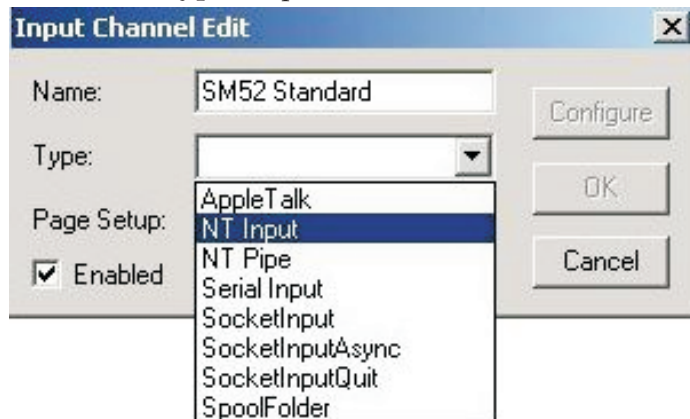 Input Channel Edit
Name:
SM52 Standard
Configure
Type:
OK
Page Setup:
Enabled
Cancel
AppleTalk
NT Input
NT Pipe
Serial Input
SocketInput
SocketInputAsync
SocketInputQuit
SpoolFolder